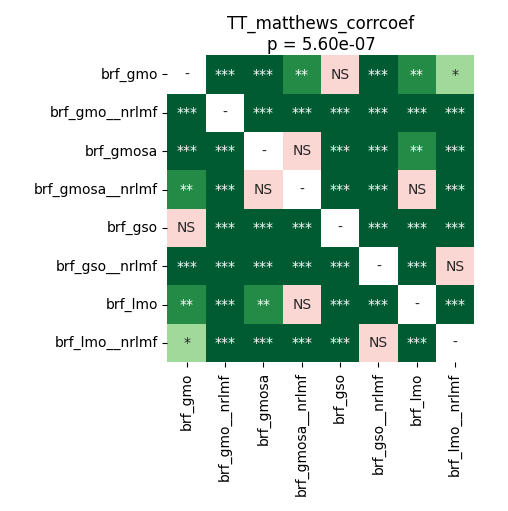 TT_matthews_corrcoef
p = 5.60e-07
brf_gmo - *** *** ** NS *** ** *
brf_gmo__nrlmf *** - *** *** *** *** *** ***
brf_gmosa *** *** - NS *** *** ** ***
brf_gmosa__nrlmf ** *** NS - *** *** NS ***
brf_gso NS *** *** *** - *** *** ***
brf_gso__nrlmf *** *** *** *** *** - *** NS
brf_lmo ** *** ** NS *** *** - ***
brf_lmo__nrlmf * *** *** *** *** NS *** -
brf_gmo
brf_gmo__nrlmf
brf_gmosa
brf_gmosa__nrlmf
brf_gso
brf_gso__nrlmf
brf_lmo
brf_lmo__nrlmf